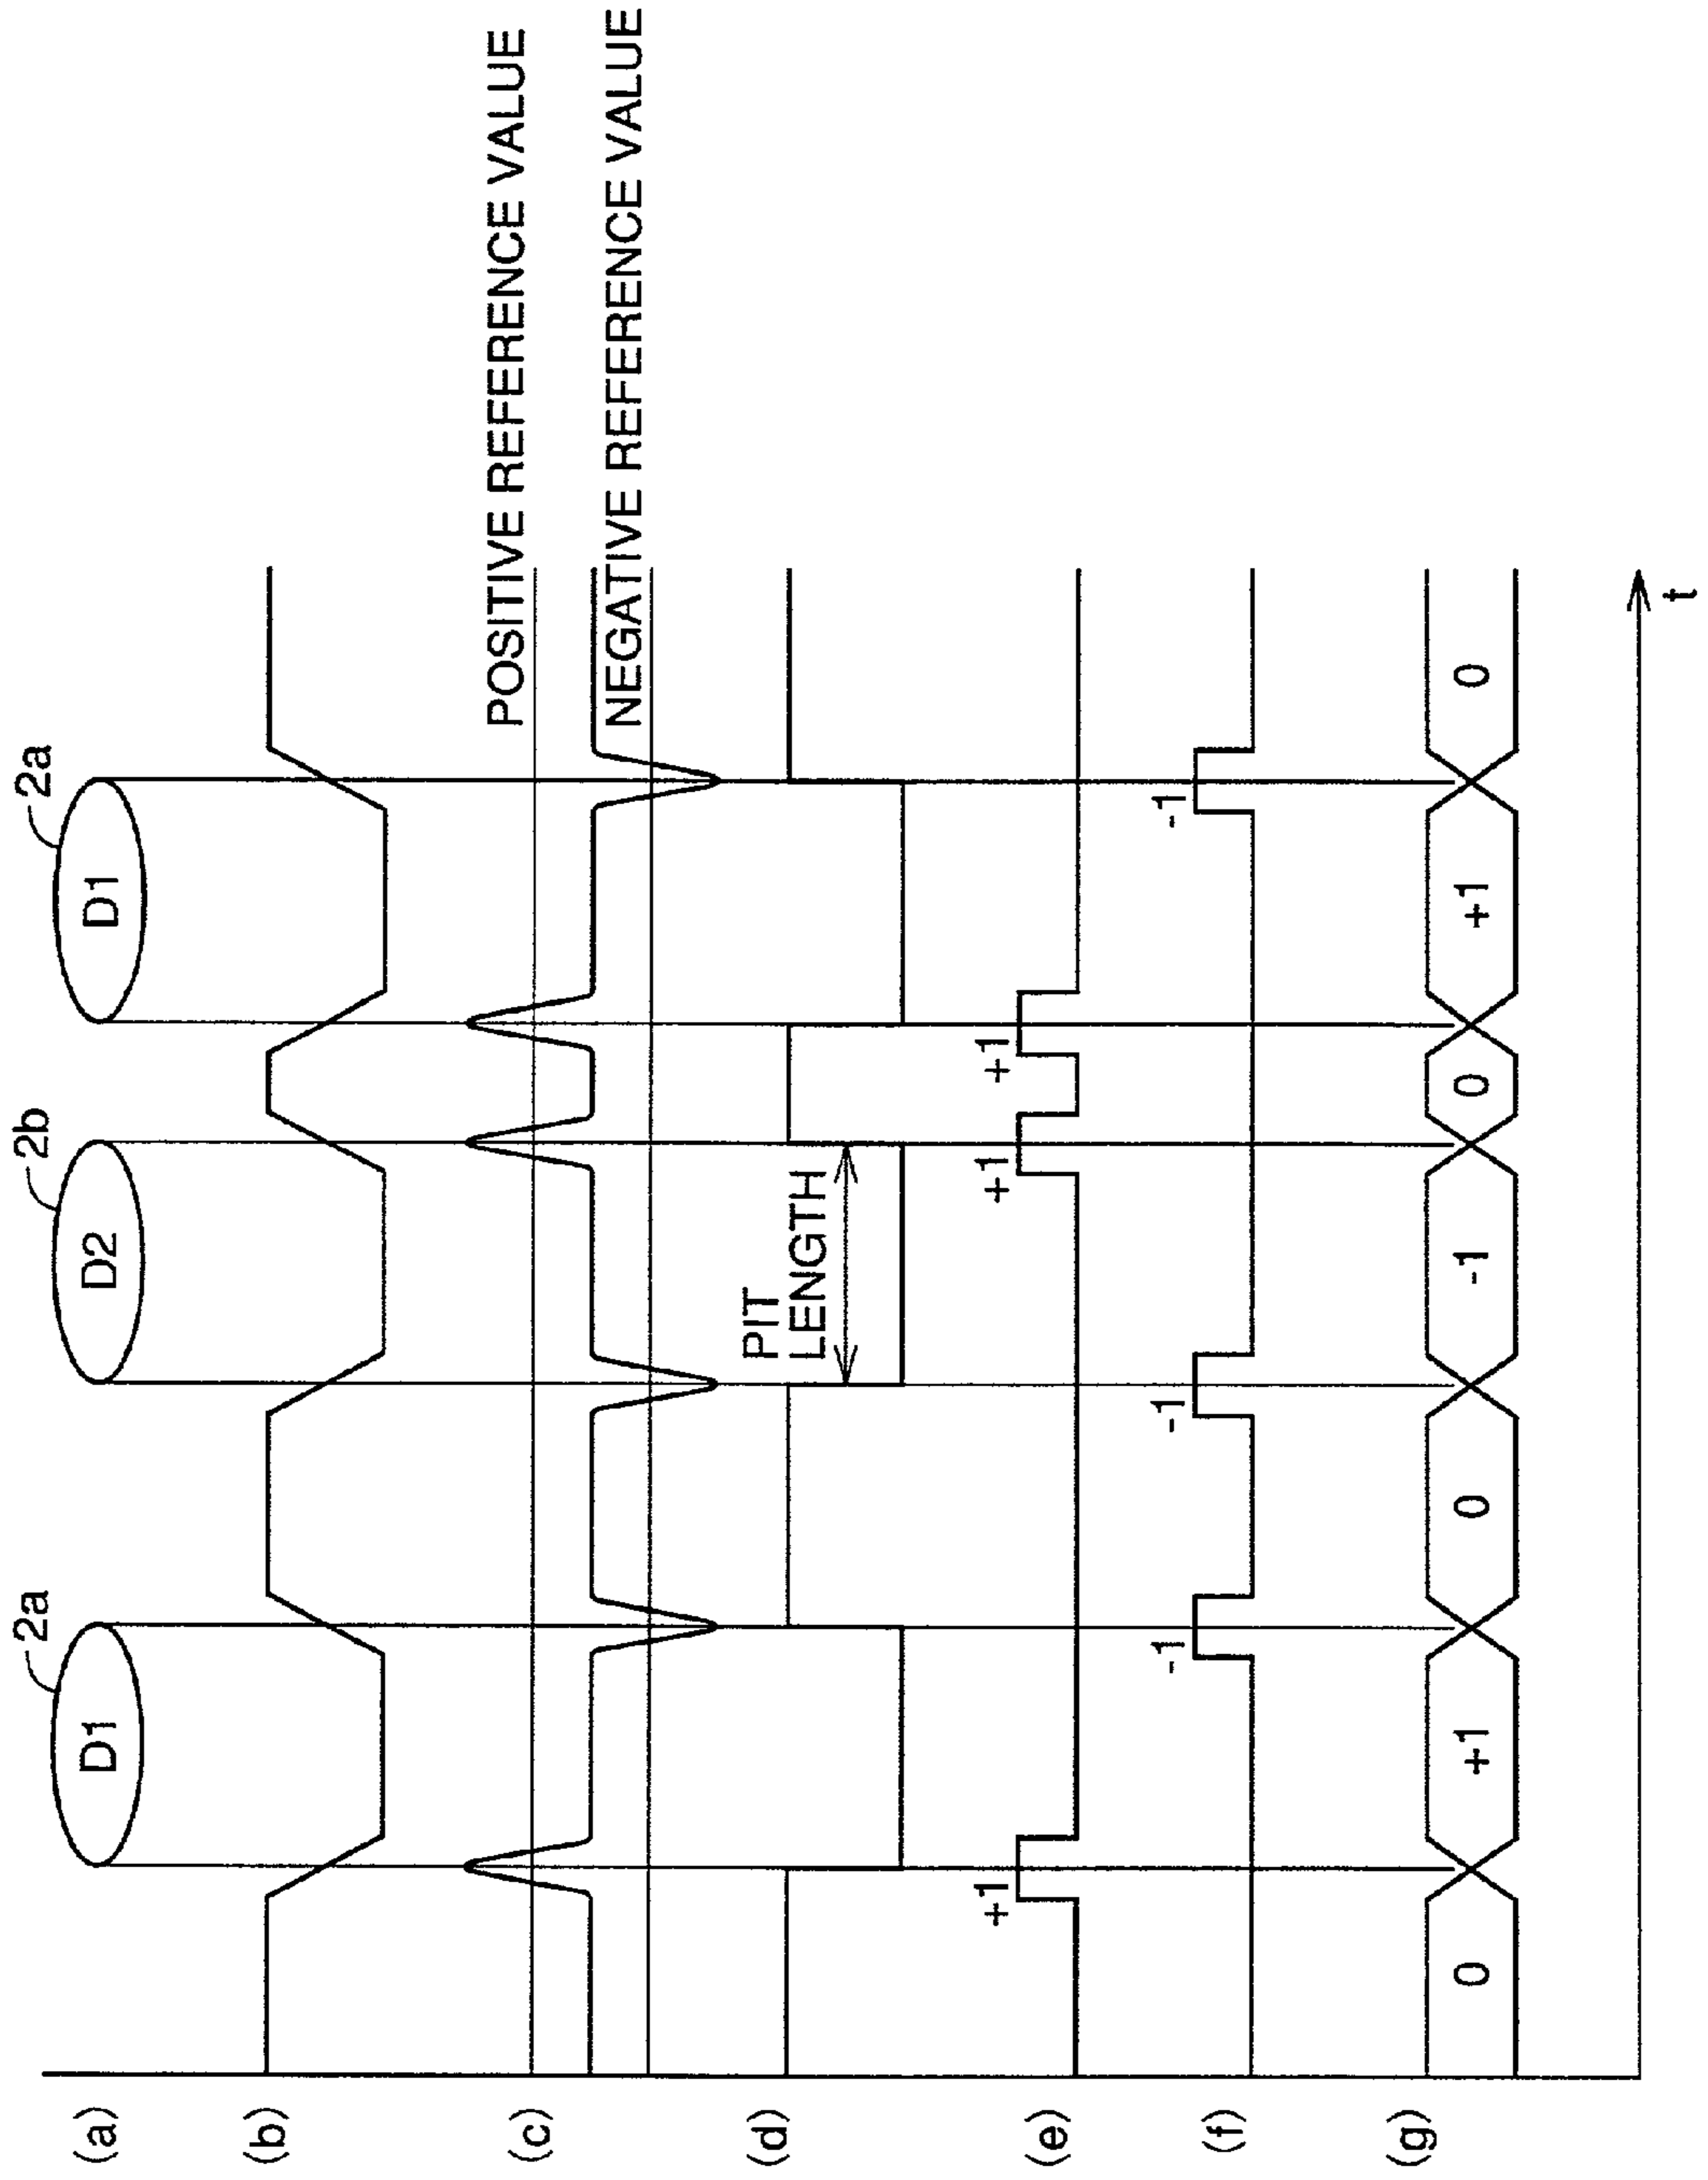 2a 2b 2a
(a) D1 D2 D1
(b)
POSITIVE REFERENCE VALUE
(c)
NEGATIVE REFERENCE VALUE
(d)
PIT
LENGTH
(e) +1 +1 +1
(f) -1 -1 -1
(g) 0 +1 0 -1 0 +1 0
t